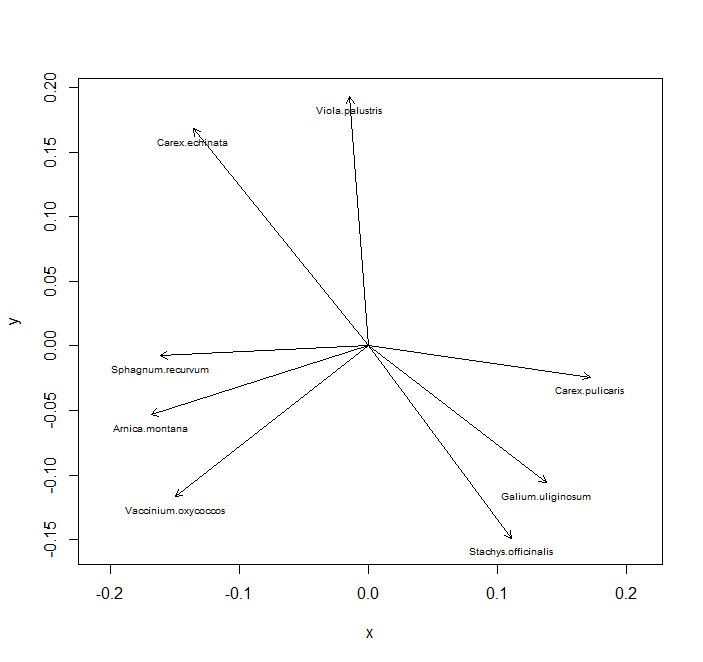 0.20
0.15
0.10
0.05
0.00
-0.05
-0.10
-0.15
y
Viola.palustris
Carex.echinata
Sphagnum.recurvum
Carex.pulicaris
Arnica.montana
Galium.uliginosum
Vaccinium.oxycoccos
Stachys.officinalis
-0.2 -0.1 0.0 0.1 0.2
x